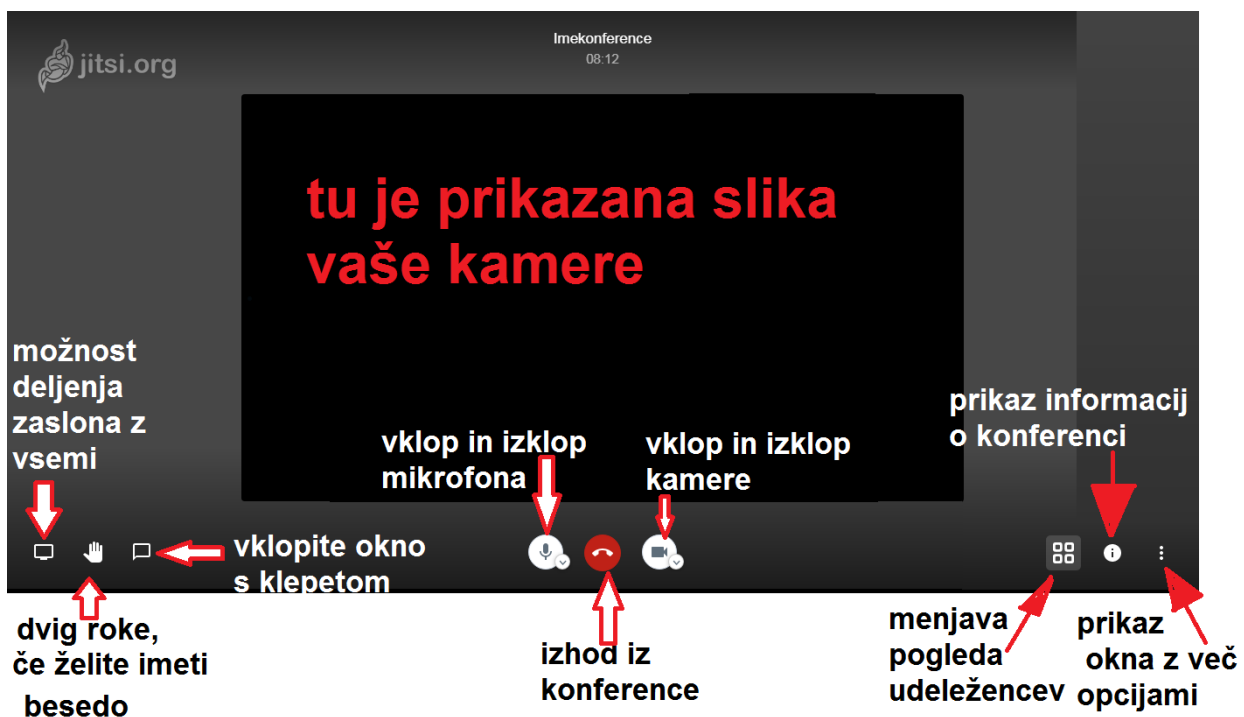 jitsi.org
Imekonference
08:12
tu je prikazana slika
vaše kamere
možnost
deljenja
zaslona z
vsemi
vklop in izklop
mikrofona
vklop in izklop
kamere
prikaz informacij
o konferenci
vklopite okno
s klepetom
dvig roke,
če želite imeti
besedo
izhod iz
konference
menjava
pogleda
udeležencev
prikaz
okna z več
opcijami